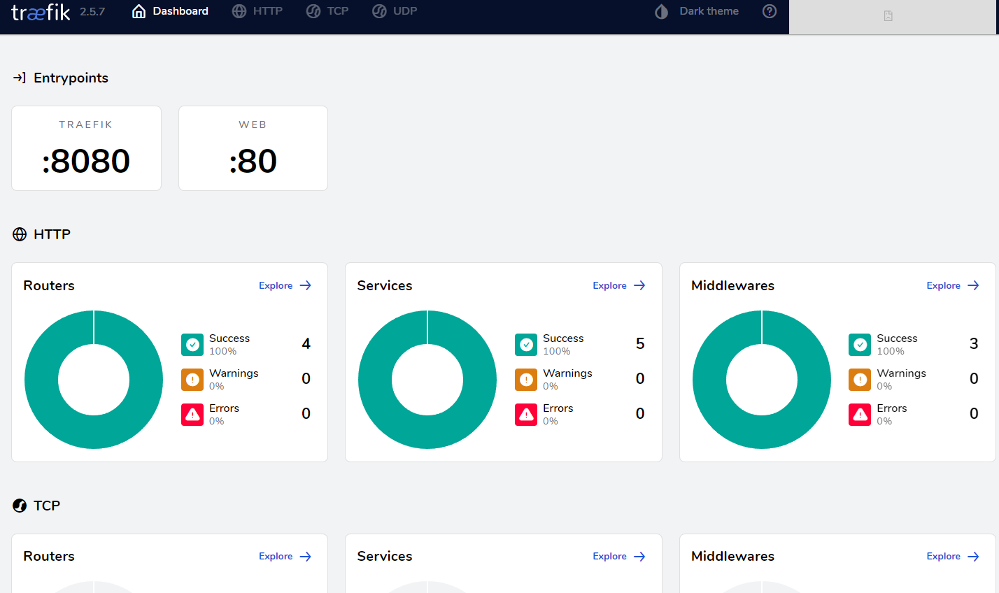 træfik 2.5.7 Dashboard HTTP TCP UDP Dark theme
Entrypoints
TRAEFIK WEB
:8080 :80
HTTP
Routers Explore Services Explore Middlewares Explore
Success 4 Success 5 Success 3
100% 100% 100%
Warnings 0 Warnings 0 Warnings 0
0% 0% 0%
Errors 0 Errors 0 Errors 0
0% 0% 0%
TCP
Routers Explore Services Explore Middlewares Explore